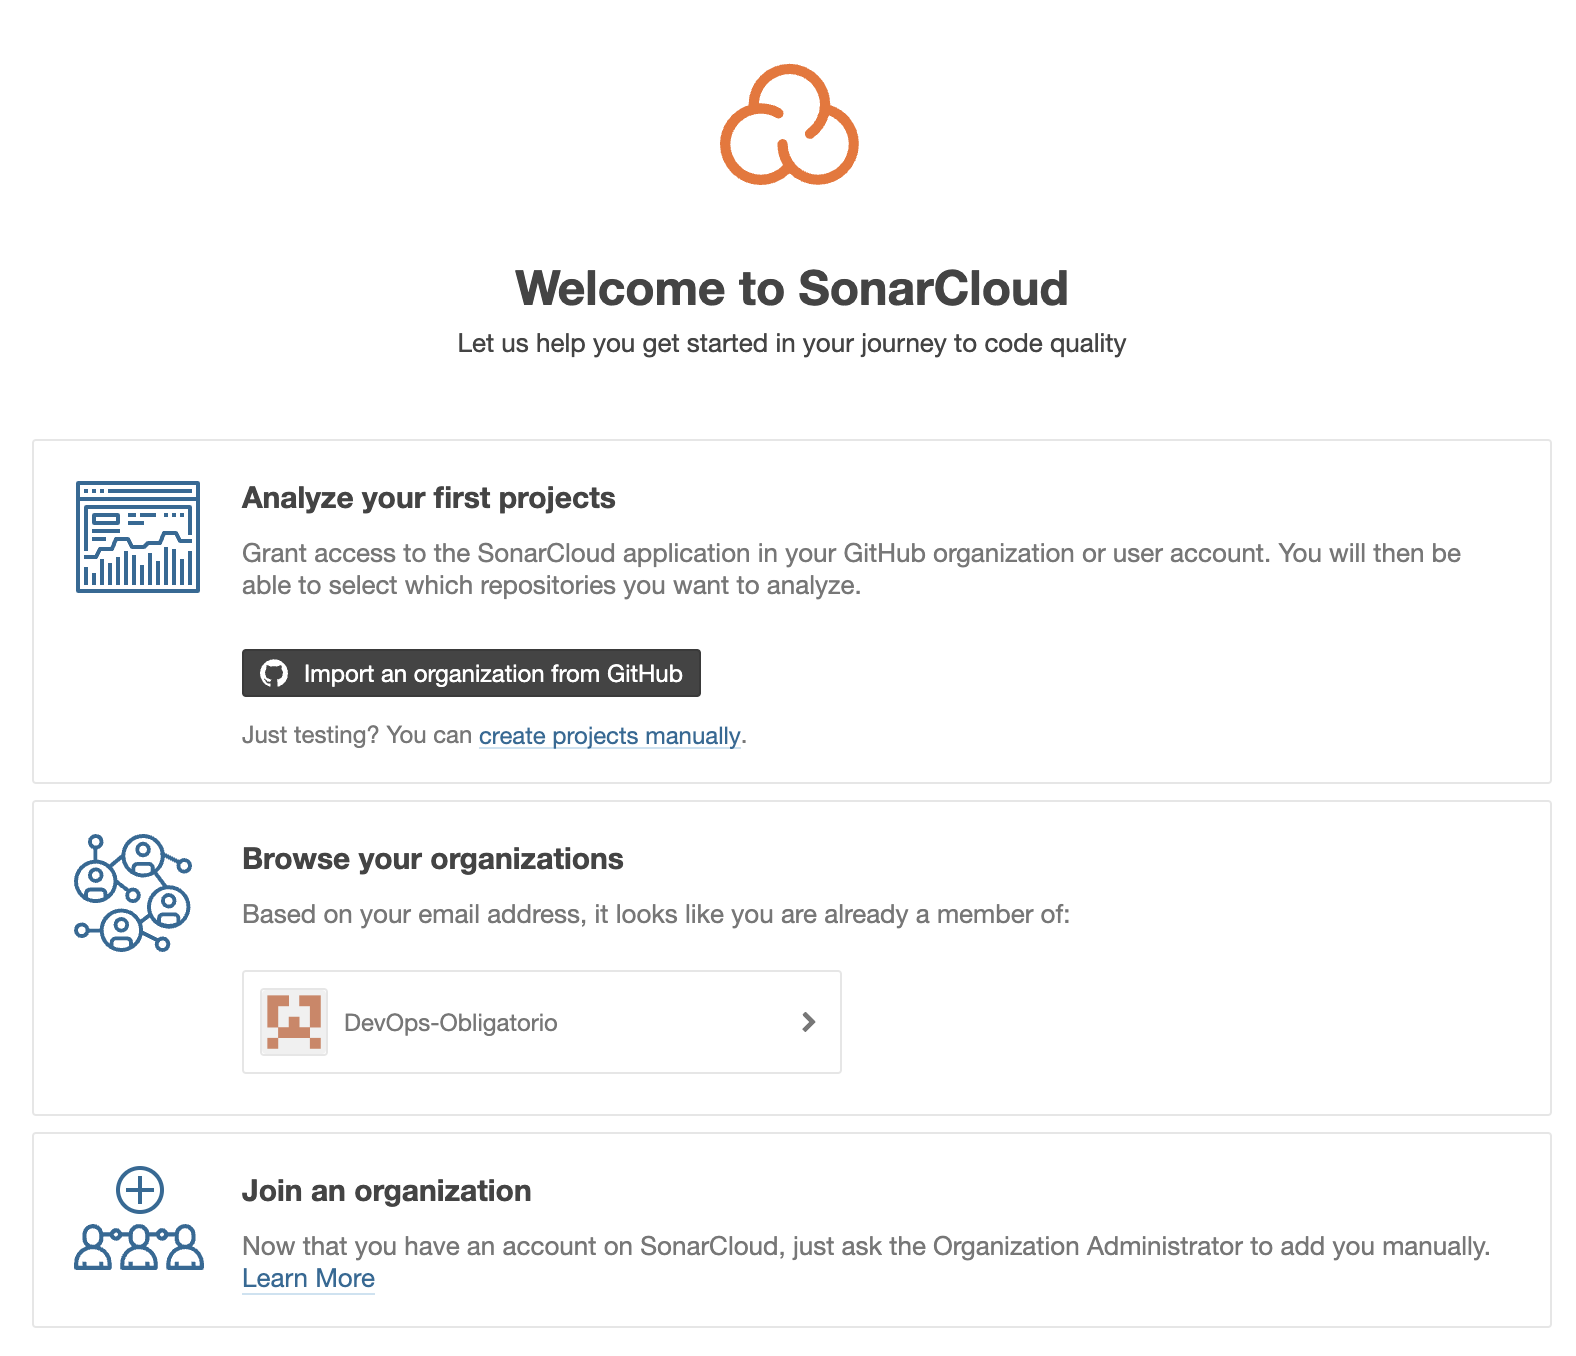 Welcome to SonarCloud
Let us help you get started in your journey to code quality
Analyze your first projects
Grant access to the SonarCloud application in your GitHub organization or user account. You will then be
able to select which repositories you want to analyze.
Import an organization from GitHub
Just testing? You can create projects manually.
Browse your organizations
Based on your email address, it looks like you are already a member of:
DevOps-Obligatorio
Join an organization
Now that you have an account on SonarCloud, just ask the Organization Administrator to add you manually.
Learn More